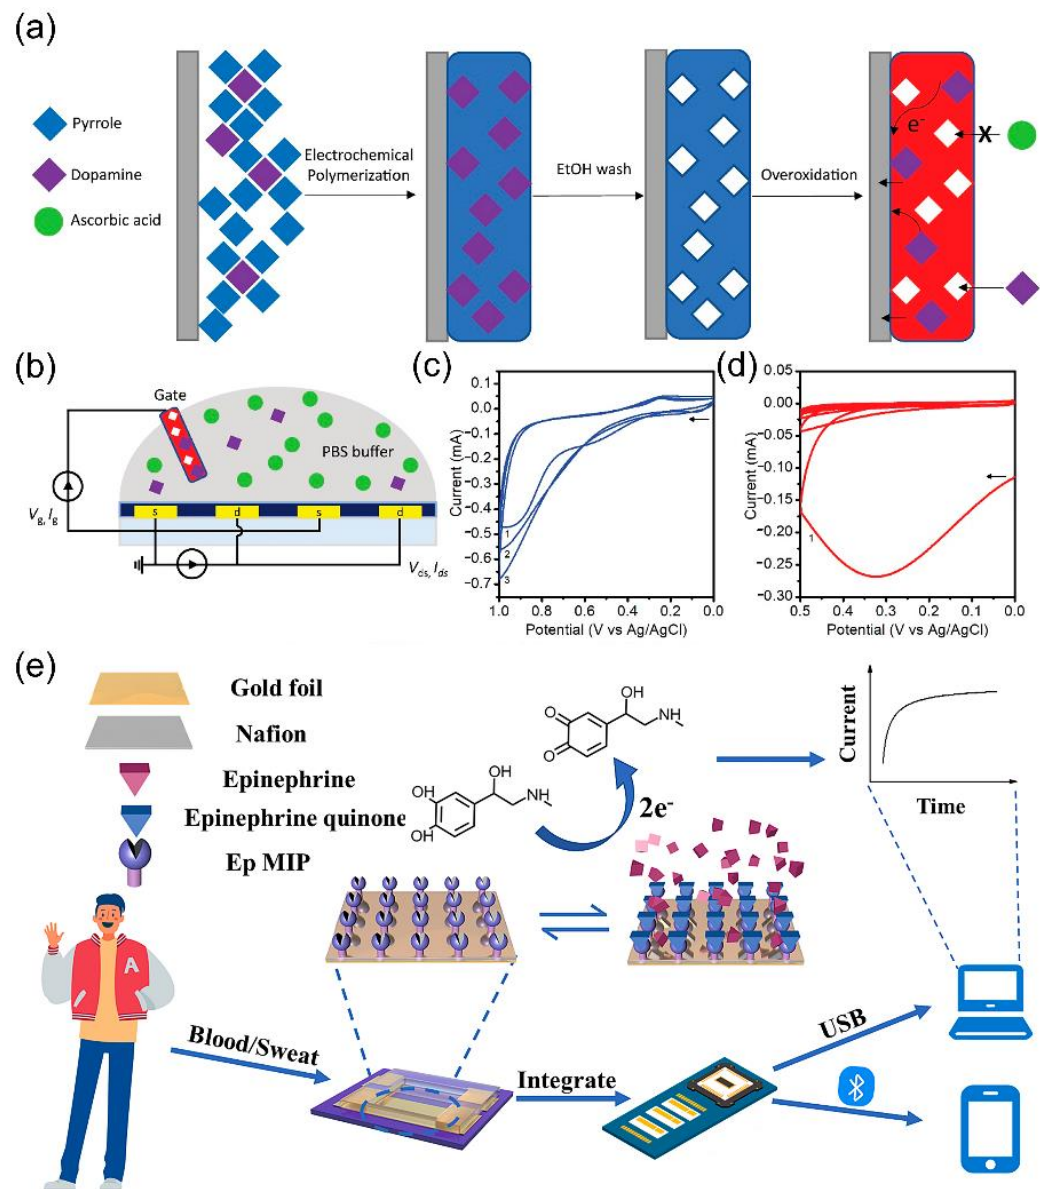 (a)
Pyrrole
Dopamine
Ascorbic acid
Electrochemical
Polymerization
EtOH wash
Overoxidation
e-
X
(b)
Gate
PBS buffer
Vg, Ig
s
d
s
d
Vds, Ids
(c)
0.1
0.0
−0.1
−0.2
−0.3
−0.4
−0.5
−0.6
−0.7
Current (mA)
1
2
3
1.0
0.8
0.6
0.4
0.2
0.0
Potential (V vs Ag/AgCl)
(d)
0.05
0.00
−0.05
−0.10
−0.15
−0.20
−0.25
−0.30
Current (mA)
1
0.5
0.4
0.3
0.2
0.1
0.0
Potential (V vs Ag/AgCl)
(e)
Gold foil
Nafion
Epinephrine
Epinephrine quinone
Ep MIP
OH
O
O
NH
OH
OH
OH
NH
2e-
Current
Time
A
Blood/Sweat
Integrate
USB